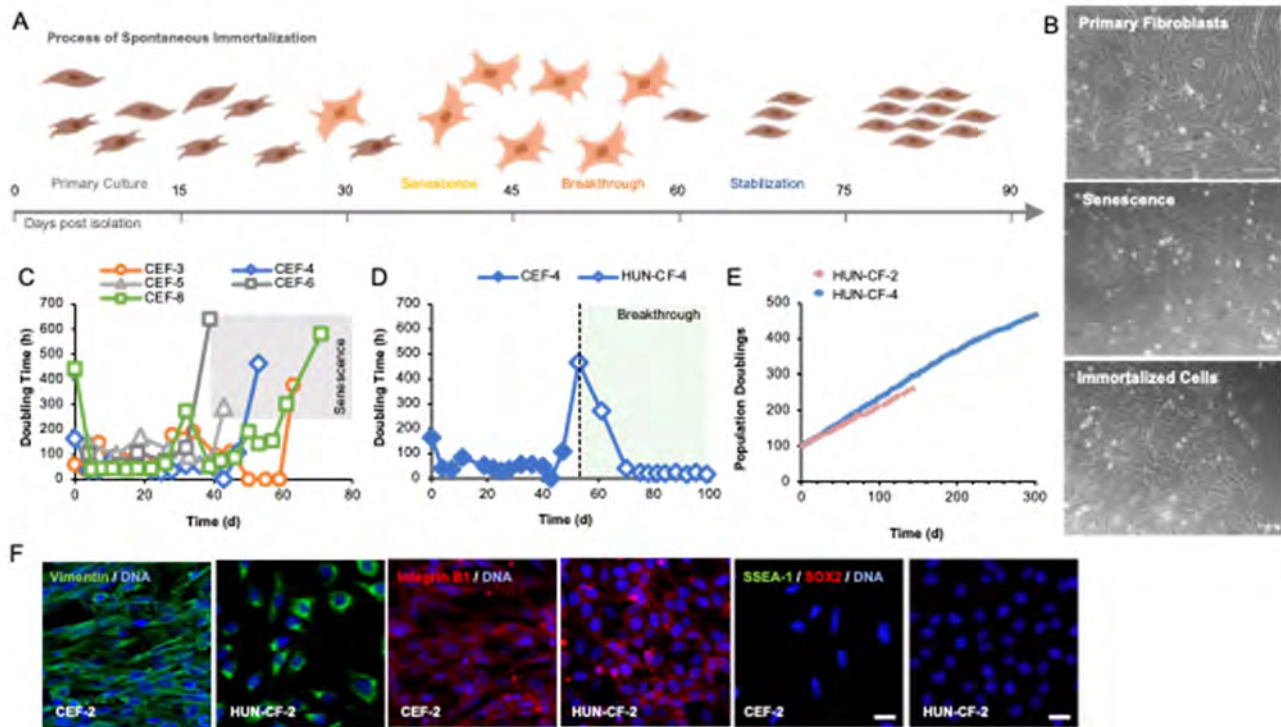 A
Process of Spontaneous Immortalization
0 Primary Culture 15 30 Senescence 45 Breakthrough 60 Stabilization 75 90
Days post isolation
B
Primary Fibroblasts
Senescence
Immortalized Cells
C
CEF-3 CEF-4
CEF-5 CEF-6
CEF-8
700
600
500
400
300
200
100
0
Doubling Time (h)
Senescence
0 20 40 60 80
Time (d)
D
CEF-4 HUN-CF-4
700
600
500
400
300
200
100
0
Doubling Time (h)
Breakthrough
0 20 40 60 80 100
Time (d)
E
HUN-CF-2
HUN-CF-4
500
400
300
200
100
0
Population Doublings
0 100 200 300
Time (d)
F
Vimentin / DNA
CEF-2
HUN-CF-2
Integrin B1 / DNA
CEF-2
HUN-CF-2
SSEA-1 / SOX2 / DNA
CEF-2
HUN-CF-2